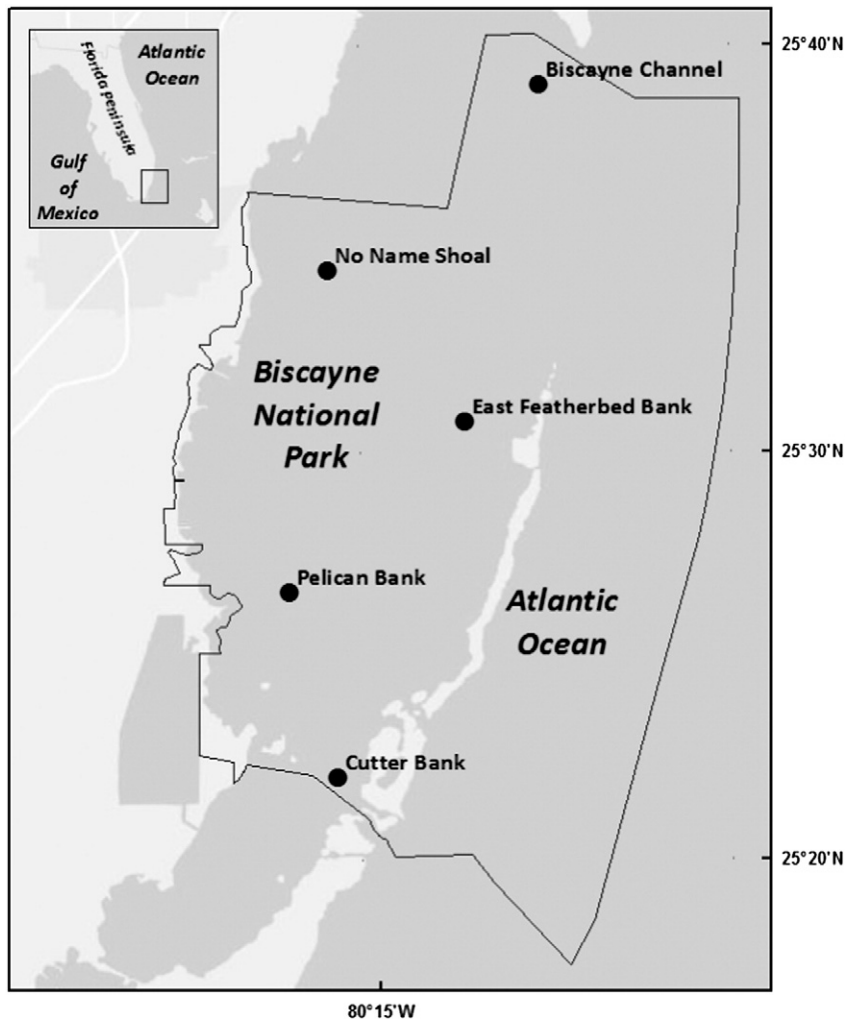 Florida peninsula
Atlantic
Ocean
Gulf
of
Mexico
25°40'N
Biscayne Channel
No Name Shoal
Biscayne
National
Park
East Featherbed Bank
25°30'N
Pelican Bank
Atlantic
Ocean
Cutter Bank
25°20'N
80°15'W